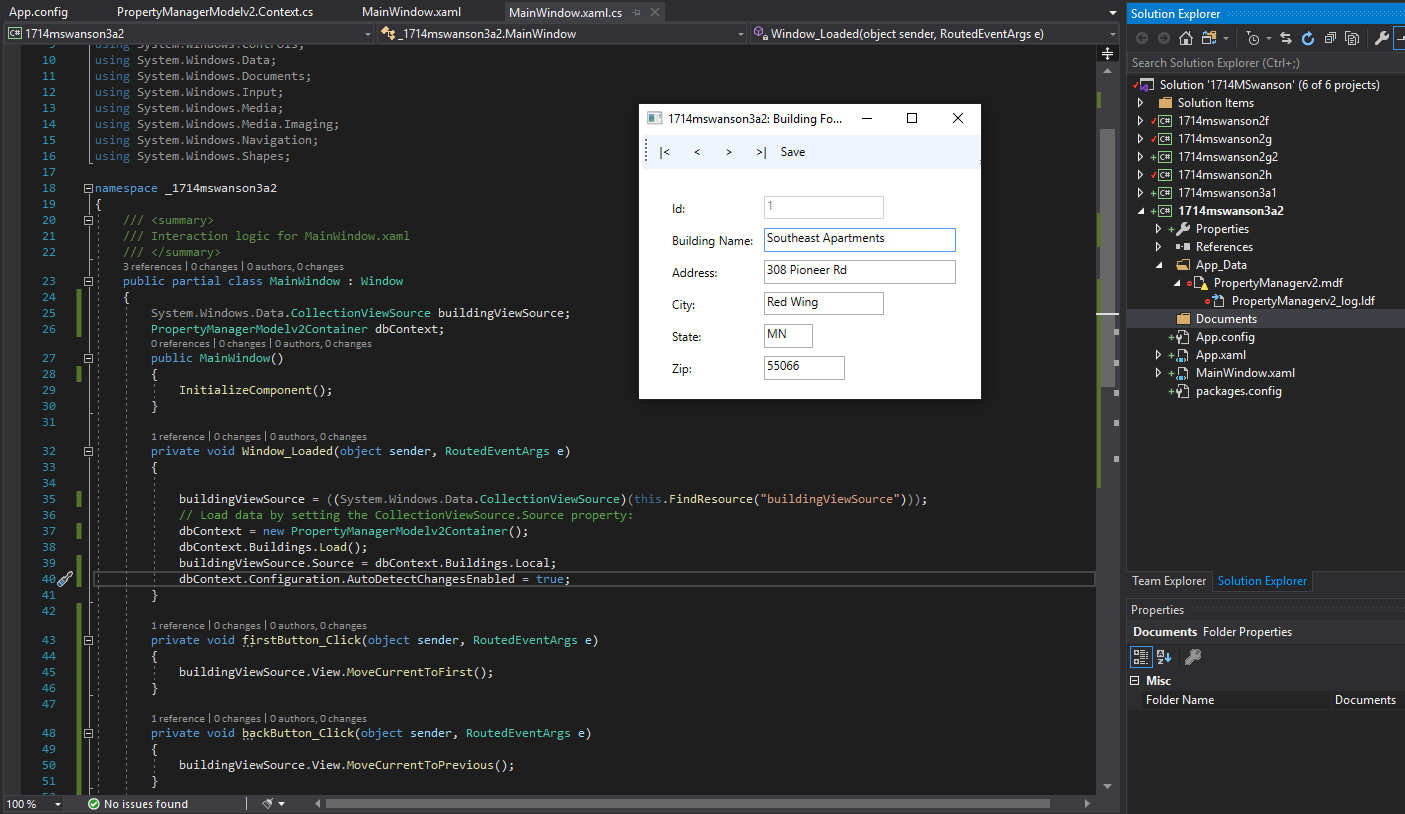 App.config
PropertyManagerModelv2.Context.cs
MainWindow.xaml
MainWindow.xaml.cs
1714mswanson3a2
_1714mswanson3a2.MainWindow
Window_Loaded(object sender, RoutedEventArgs e)
9 using System.Windows.Controls;
10 using System.Windows.Data;
11 using System.Windows.Documents;
12 using System.Windows.Input;
13 using System.Windows.Media;
14 using System.Windows.Media.Imaging;
15 using System.Windows.Navigation;
16 using System.Windows.Shapes;
17
18 namespace _1714mswanson3a2
19 {
20 /// <summary>
21 /// Interaction logic for MainWindow.xaml
22 /// </summary>
3 references | 0 changes | 0 authors, 0 changes
23 public partial class MainWindow : Window
24 {
25 System.Windows.Data.CollectionViewSource buildingViewSource;
26 PropertyManagerModelv2Container dbContext;
0 references | 0 changes | 0 authors, 0 changes
27 public MainWindow()
28 {
29 InitializeComponent();
30 }
31
1 reference | 0 changes | 0 authors, 0 changes
32 private void Window_Loaded(object sender, RoutedEventArgs e)
33 {
34
35 buildingViewSource = ((System.Windows.Data.CollectionViewSource)(this.FindResource("buildingViewSource")));
36 // Load data by setting the CollectionViewSource.Source property:
37 dbContext = new PropertyManagerModelv2Container();
38 dbContext.Buildings.Load();
39 buildingViewSource.Source = dbContext.Buildings.Local;
40 dbContext.Configuration.AutoDetectChangesEnabled = true;
41 }
42
1 reference | 0 changes | 0 authors, 0 changes
43 private void firstButton_Click(object sender, RoutedEventArgs e)
44 {
45 buildingViewSource.View.MoveCurrentToFirst();
46 }
47
1 reference | 0 changes | 0 authors, 0 changes
48 private void backButton_Click(object sender, RoutedEventArgs e)
49 {
50 buildingViewSource.View.MoveCurrentToPrevious();
51 }
100 %
No issues found
1714mswanson3a2: Building Fo...
|< < > >| Save
Id: 1
Building Name: Southeast Apartments
Address: 308 Pioneer Rd
City: Red Wing
State: MN
Zip: 55066
Solution Explorer
Search Solution Explorer (Ctrl+;)
Solution '1714MSwanson' (6 of 6 projects)
Solution Items
1714mswanson2f
1714mswanson2g
1714mswanson2g2
1714mswanson2h
1714mswanson3a1
1714mswanson3a2
Properties
References
App_Data
PropertyManagerv2.mdf
PropertyManagerv2_log.ldf
Documents
App.config
App.xaml
MainWindow.xaml
packages.config
Team Explorer
Solution Explorer
Properties
Documents Folder Properties
Misc
Folder Name Documents